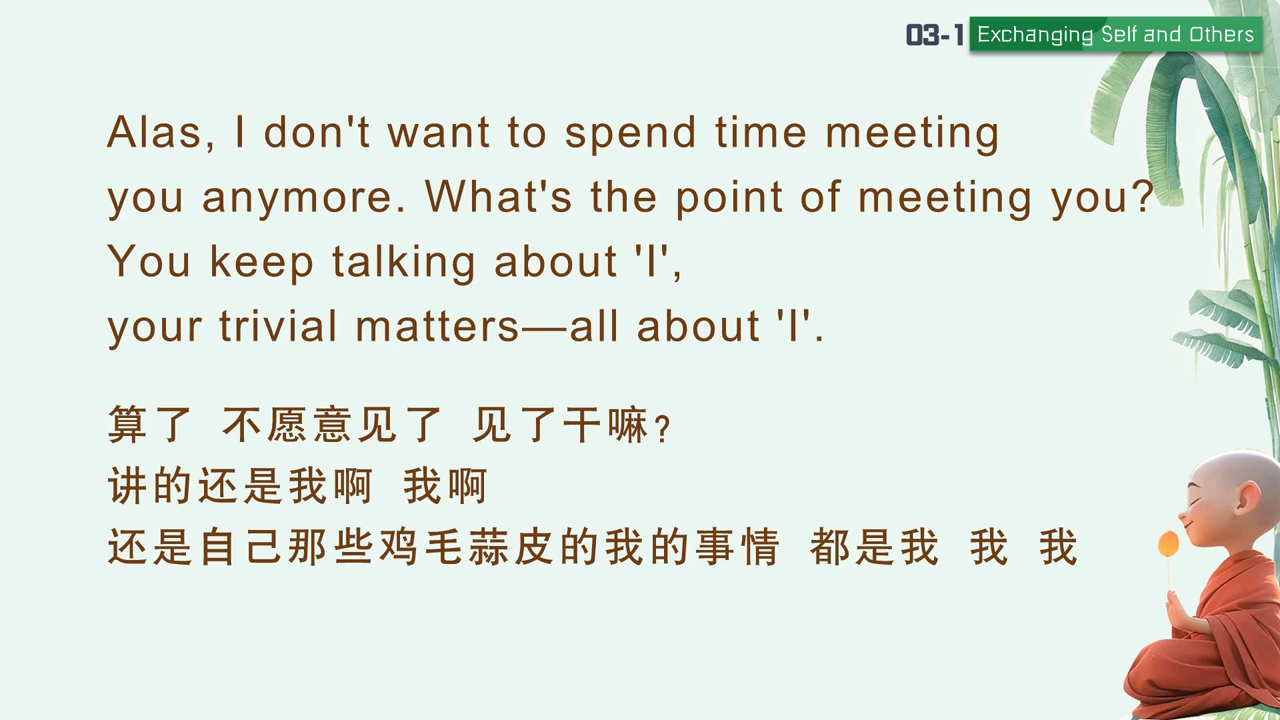 03-1 Exchanging Self and Others
Alas, I don't want to spend time meeting
you anymore. What's the point of meeting you?
You keep talking about 'I',
your trivial matters—all about 'I'.
算了 不愿意见了 见了干嘛?
讲的还是我啊 我啊
还是自己那些鸡毛蒜皮的我的事情 都是我 我 我